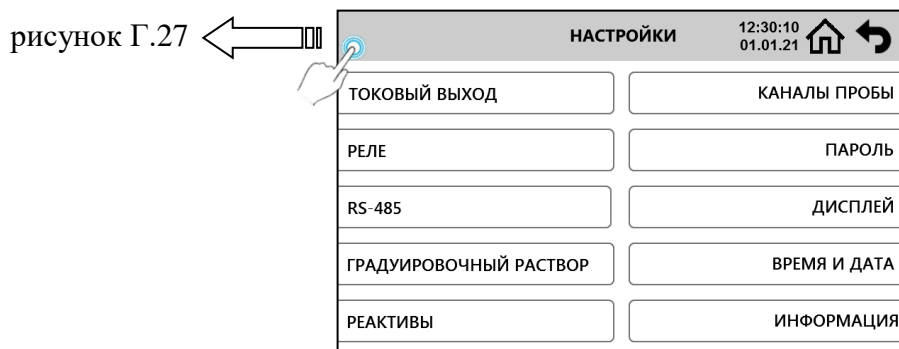 рисунок Г.27
НАСТРОЙКИ
12:30:10
01.01.21
ТОКОВЫЙ ВЫХОД
КАНАЛЫ ПРОБЫ
РЕЛЕ
ПАРОЛЬ
RS-485
ДИСПЛЕЙ
ГРАДУИРОВОЧНЫЙ РАСТВОР
ВРЕМЯ И ДАТА
РЕАКТИВЫ
ИНФОРМАЦИЯ